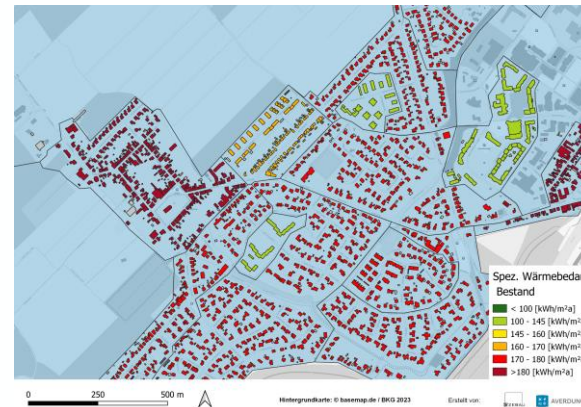 Spez. Wärmebeda
Bestand
< 100 [kWh/m²a]
100 - 145 [kWh/m²
145 - 160 [kWh/m²
160 - 170 [kWh/m²
170 - 180 [kWh/m²
>180 [kWh/m²a]
0 250 500 m
Hintergrundkarte: © basemap.de / BKG 2023
Erstellt von:
AVERDUNG